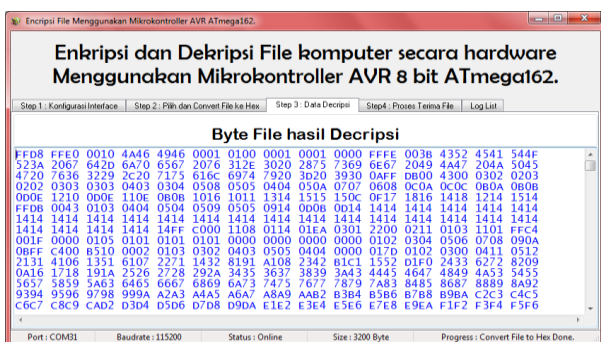 Encripsi File Menggunakan Mikrokontroller AVR ATmega162.
Enkripsi dan Dekripsi File komputer secara hardware
Menggunakan Mikrokontroller AVR 8 bit ATmega162.
Step 1 : Konfigurasi Interface Step 2 : Pilih dan Convert File ke Hex Step 3 : Data Decripsi Step4 : Proses Terima File Log List
Byte File hasil Decripsi
FFD8 FFE0 0010 4A46 4946 0001 0100 0001 0001 0000 FFFE 003B 4352 4541 544F
523A 2067 642D 6A70 6567 2076 312E 3020 2875 7369 6E67 2049 4A47 204A 5045
4720 7636 3229 2C20 7175 616C 6974 7920 3D20 3930 0AFF DB00 4300 0302 0203
0202 0303 0303 0403 0304 0508 0505 0404 050A 0707 0608 0C0A 0C0C 0B0A 0B0B
0D0E 1210 0D0E 110E 0B0B 1016 1011 1314 1515 150C 0F17 1816 1418 1214 1514
FFDB 0043 0103 0404 0504 0509 0505 0914 0D0B 0D14 1414 1414 1414 1414 1414
1414 1414 1414 1414 1414 1414 1414 1414 1414 1414 1414 1414 1414 1414 1414
1414 1414 1414 1414 14FF C000 1108 0114 01EA 0301 2200 0211 0103 1101 FFC4
001F 0000 0105 0101 0101 0101 0000 0000 0000 0000 0102 0304 0506 0708 090A
0BFF C400 B510 0002 0103 0302 0403 0505 0404 0000 017D 0102 0300 0411 0512
2131 4106 1351 6107 2271 1432 8191 A108 2342 B1C1 1552 D1F0 2433 6272 8209
0A16 1718 191A 2526 2728 292A 3435 3637 3839 3A43 4445 4647 4849 4A53 5455
5657 5859 5A63 6465 6667 6869 6A73 7475 7677 7879 7A83 8485 8687 8889 8A92
9394 9596 9798 999A A2A3 A4A5 A6A7 A8A9 AAB2 B3B4 B5B6 B7B8 B9BA C2C3 C4C5
C6C7 C8C9 CAD2 D3D4 D5D6 D7D8 D9DA E1E2 E3E4 E5E6 E7E8 E9EA F1F2 F3F4 F5F6
Port : COM31 Baudrate : 115200 Status : Online Size : 3200 Byte Progress : Convert File to Hex Done.